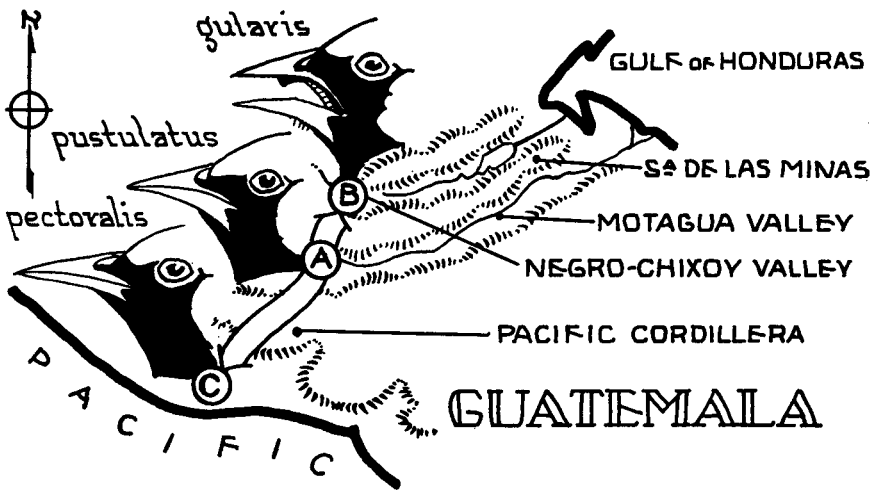 N
gularis
GULF OF HONDURAS
pustulatus
Sª DE LAS MINAS
B
pectoralis
MOTAGUA VALLEY
A
NEGRO-CHIXOY VALLEY
PACIFIC CORDILLERA
C
GUATEMALA
PACIFIC